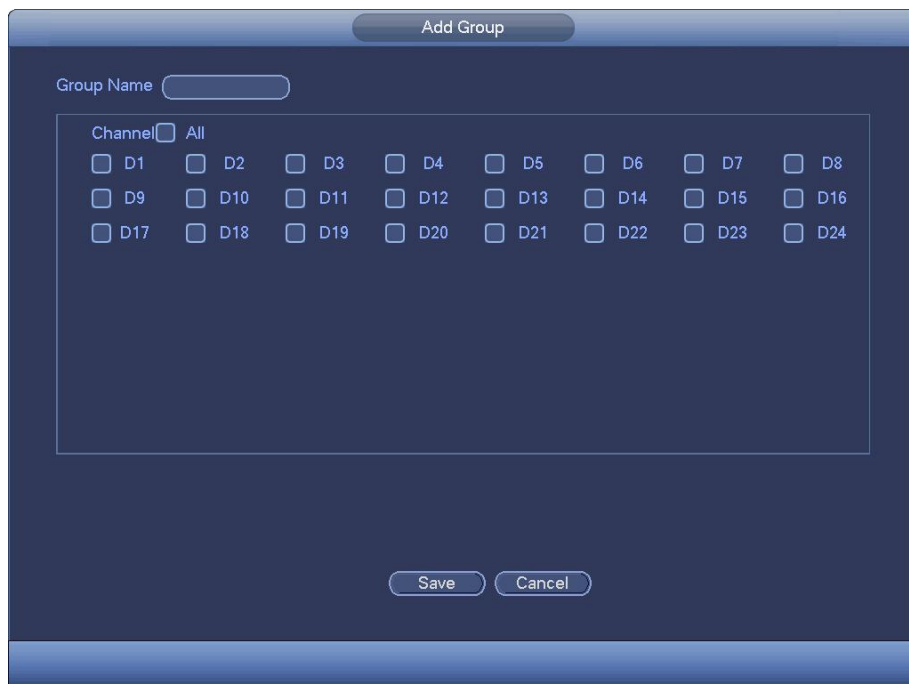 Add Group
Group Name
Channel All
D1 D2 D3 D4 D5 D6 D7 D8
D9 D10 D11 D12 D13 D14 D15 D16
D17 D18 D19 D20 D21 D22 D23 D24
Save Cancel